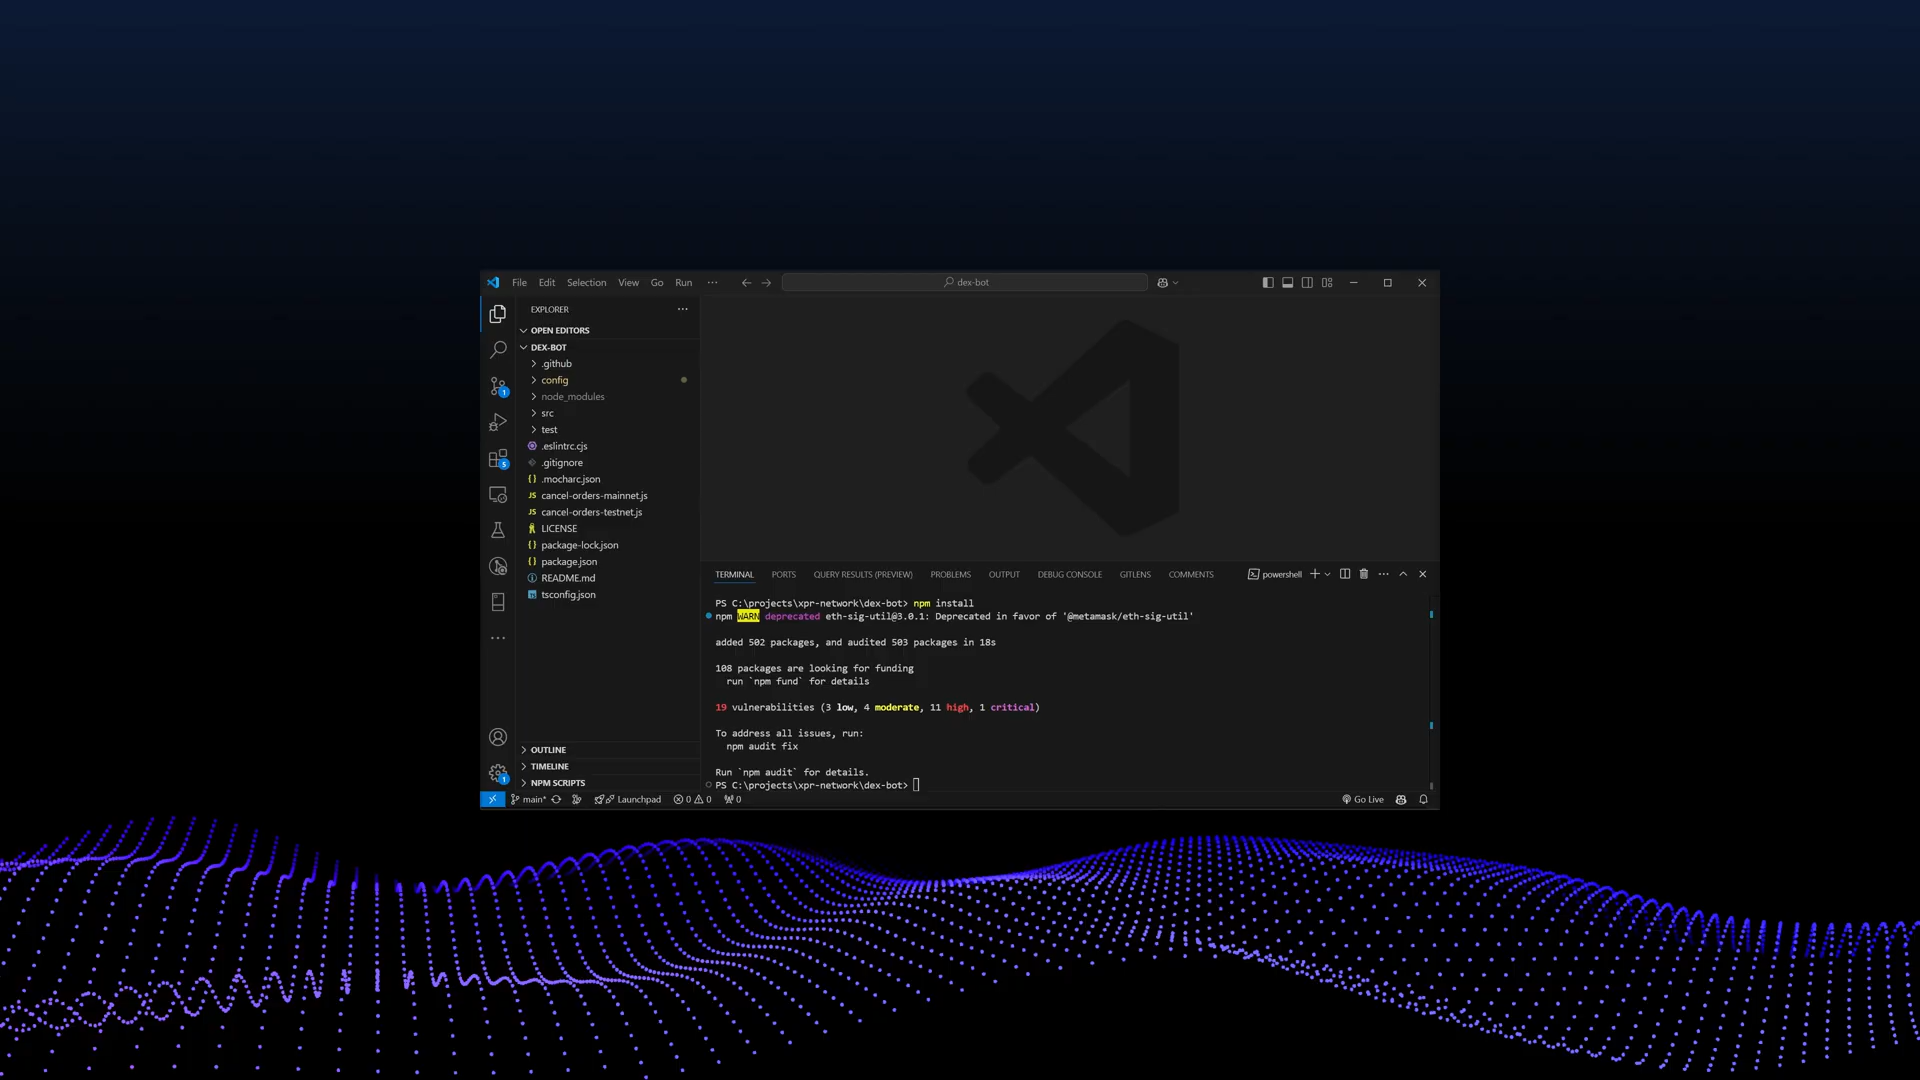 File Edit Selection View Go Run ··· dex-bot
EXPLORER ···
OPEN EDITORS
DEX-BOT
.github
config
node_modules
src
test
.eslintrc.cjs
.gitignore
.mocharc.json
JS cancel-orders-mainnet.js
JS cancel-orders-testnet.js
LICENSE
package-lock.json
package.json
README.md
tsconfig.json
OUTLINE
TIMELINE
NPM SCRIPTS
1
5
1
TERMINAL PORTS QUERY RESULTS (PREVIEW) PROBLEMS OUTPUT DEBUG CONSOLE GITLENS COMMENTS powershell
PS C:\projects\xpr-network\dex-bot> npm install
npm WARN deprecated eth-sig-util@3.0.1: Deprecated in favor of '@metamask/eth-sig-util'
added 502 packages, and audited 503 packages in 18s
108 packages are looking for funding
run `npm fund` for details
19 vulnerabilities (3 low, 4 moderate, 11 high, 1 critical)
To address all issues, run:
npm audit fix
Run `npm audit` for details.
PS C:\projects\xpr-network\dex-bot>
main* Launchpad 0 0 0 Go Live